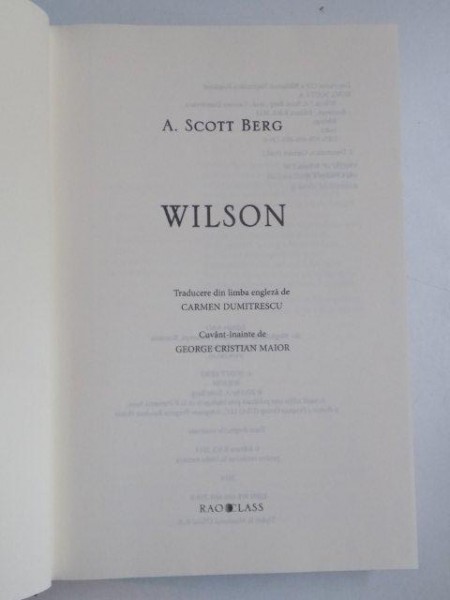 A. SCOTT BERG
WILSON
Traducere din limba engleză de
CARMEN DUMITRESCU
Cuvânt-înainte de
GEORGE CRISTIAN MAIOR
RAO CLASS